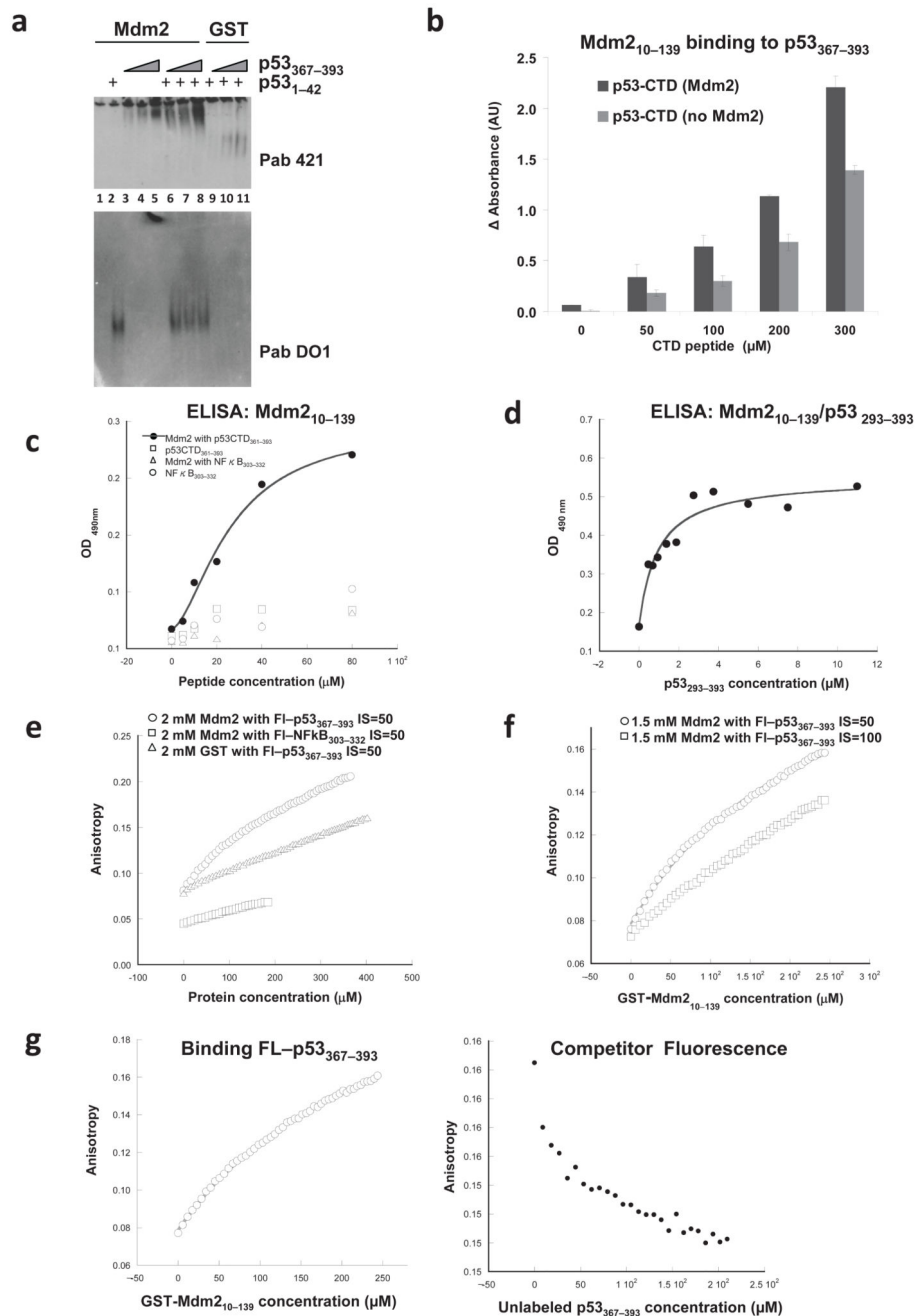 a
Mdm2 GST
p53367–393
+ + + + + + + p531–42
Pab 421
1 2 3 4 5 6 7 8 9 10 11
Pab DO1
b
Mdm210–139 binding to p53367–393
p53-CTD (Mdm2)
p53-CTD (no Mdm2)
Δ Absorbance (AU)
2.5
2.0
1.5
1.0
0.5
0.0
0 50 100 200 300
CTD peptide (µM)
c
ELISA: Mdm210–139
Mdm2 with p53CTD361–393
p53CTD361–393
Mdm2 with NF κ B303–332
NF κ B303–332
OD 490nm
0.3
0.2
0.2
0.1
0.1
-20 0 20 40 60 80 1 10²
Peptide concentration (µM)
d
ELISA: Mdm210–139/p53 293–393
OD 490 nm
0.7
0.6
0.5
0.4
0.3
0.2
0.1
–2 0 2 4 6 8 10 12
p53293–393 concentration (µM)
e
2 mM Mdm2 with Fl–p53367–393 IS=50
2 mM Mdm2 with Fl–NFkB303–332 IS=50
2 mM GST with Fl–p53367–393 IS=50
Anisotropy
0.25
0.20
0.15
0.10
0.05
0.00
-100 0 100 200 300 400 500
Protein concentration (µM)
f
1.5 mM Mdm2 with Fl–p53367–393 IS=50
1.5 mM Mdm2 with Fl–p53367–393 IS=100
Anisotropy
0.16
0.14
0.12
0.10
0.08
0.06
–50 0 50 1 10² 1.5 10² 2 10² 2.5 10² 3 10²
GST-Mdm210–139 concentration (µM)
g
Binding FL–p53367–393
Anisotropy
0.18
0.16
0.14
0.12
0.10
0.08
0.06
–50 0 50 100 150 200 250
GST-Mdm210–139 concentration (µM)
Competitor Fluorescence
Anisotropy
0.16
0.16
0.16
0.15
0.15
0.15
0.15
–50 0 50 1 10² 1.5 10² 2 10² 2.5 10²
Unlabeled p53367–393 concentration (µM)